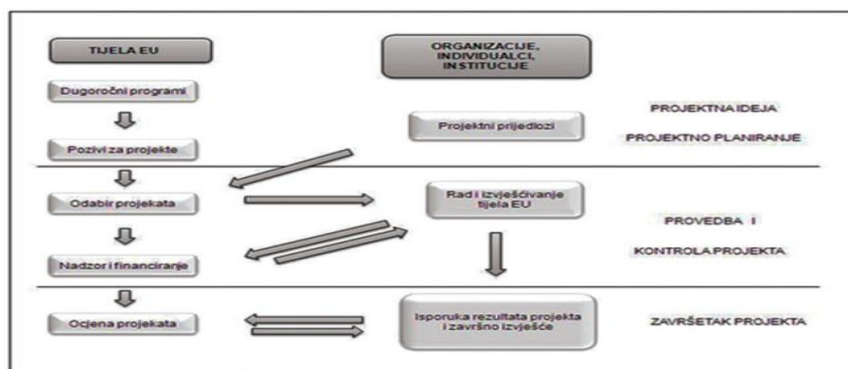 TIJELA EU
ORGANIZACIJE,
INDIVIDUALCI,
INSTITUCIJE
Dugoročni programi
Projektni prijedlozi
PROJEKTNA IDEJA
PROJEKTNO PLANIRANJE
Pozivi za projekte
Odabir projekata
Rad i izvješćivanje
tijela EU
PROVEDBA I
KONTROLA PROJEKTA
Nadzor i financiranje
Ocjena projekata
Isporuka rezultata projekta
i završno izvješće
ZAVRŠETAK PROJEKTA